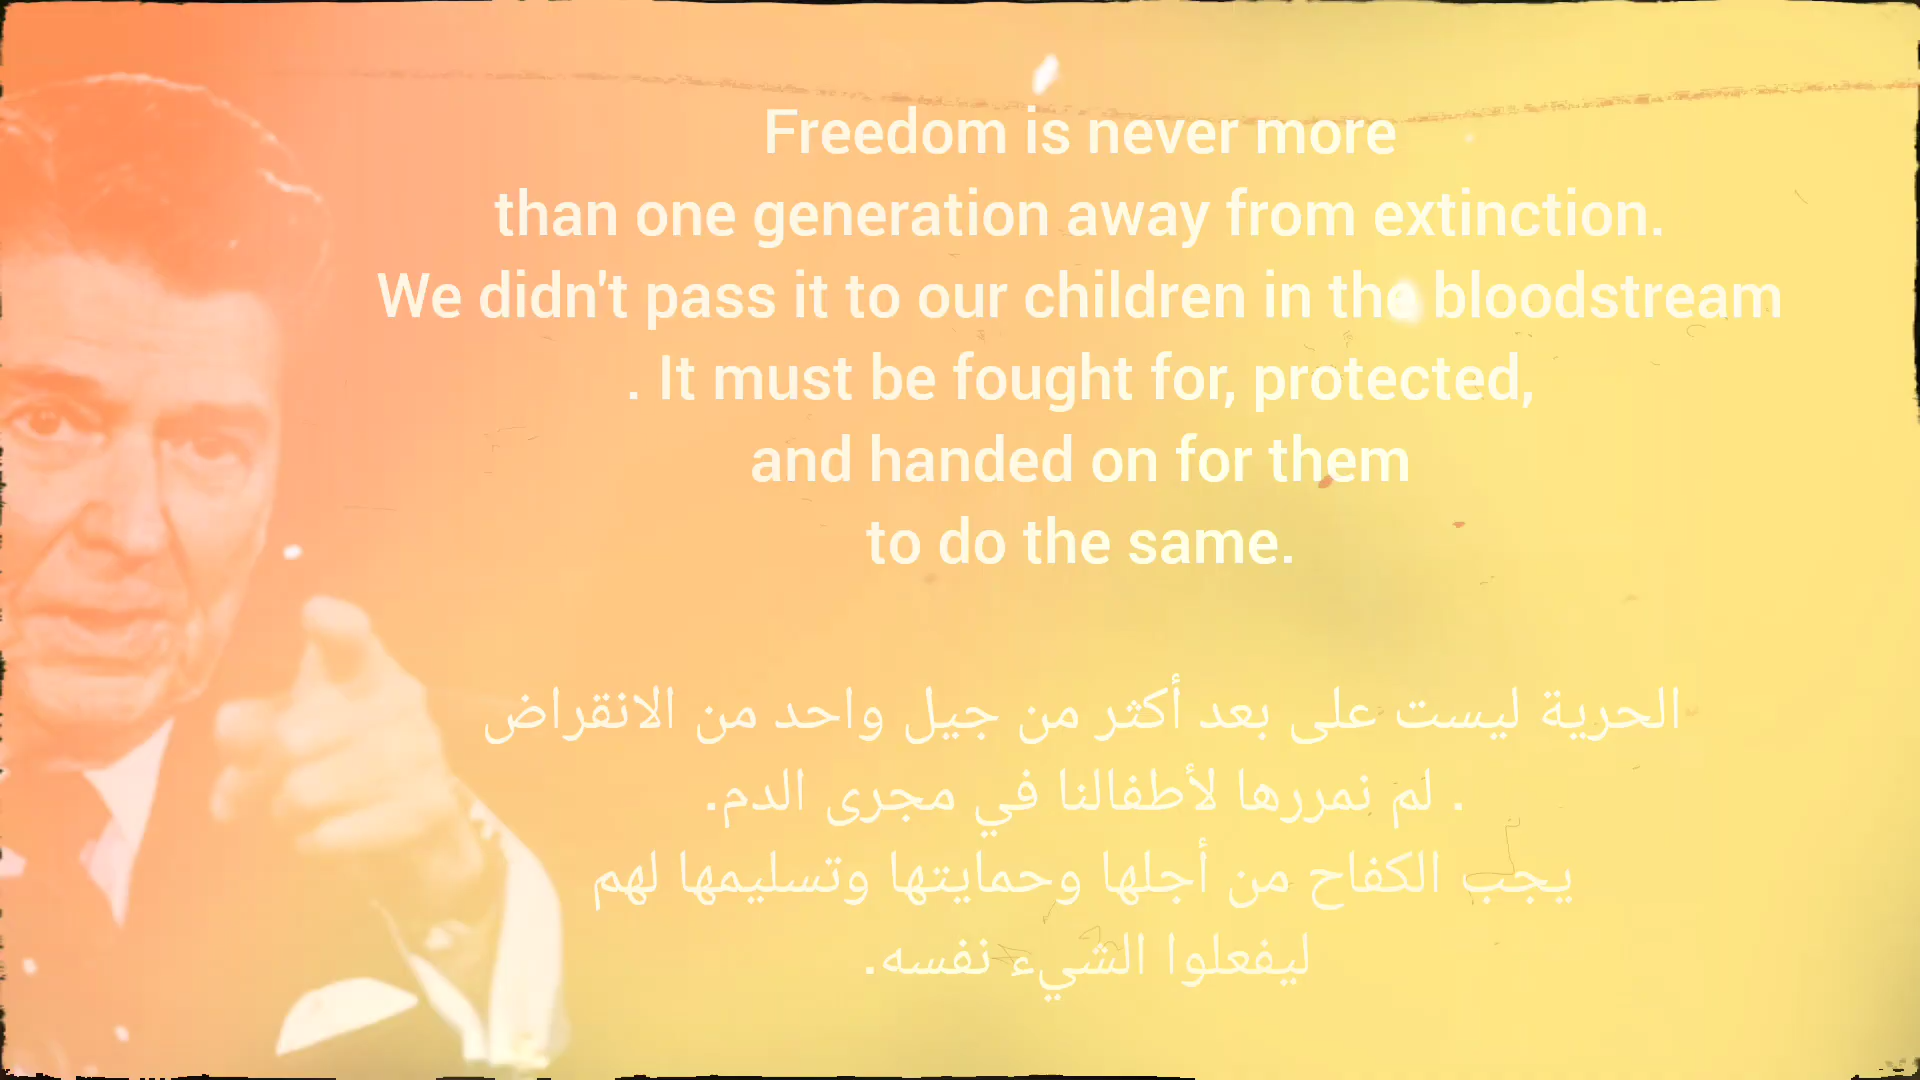 Freedom is never more
than one generation away from extinction.
We didn't pass it to our children in the bloodstream
. It must be fought for, protected,
and handed on for them
to do the same.
الحرية ليست على بعد أكثر من جيل واحد من الانقراض
. لم نمررها لأطفالنا في مجرى الدم.
يجب الكفاح من أجلها وحمايتها وتسليمها لهم
ليفعلوا الشيء نفسه.